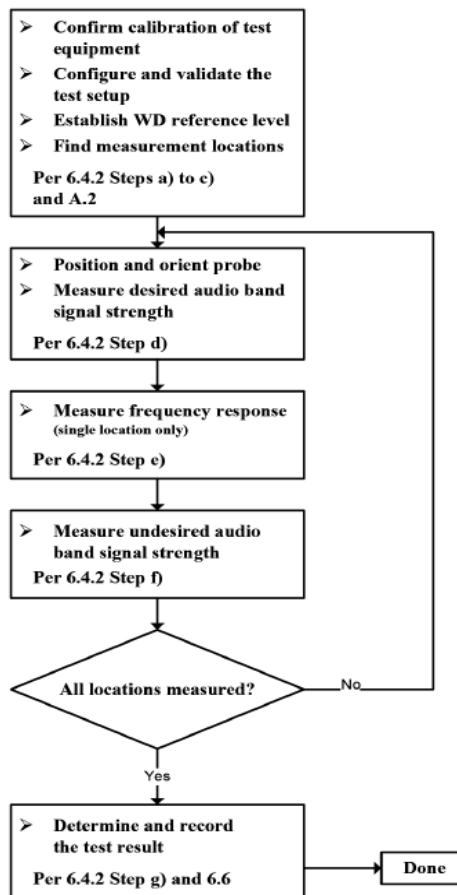 ➢ Confirm calibration of test
equipment
➢ Configure and validate the
test setup
➢ Establish WD reference level
➢ Find measurement locations
Per 6.4.2 Steps a) to c)
and A.2
➢ Position and orient probe
➢ Measure desired audio band
signal strength
Per 6.4.2 Step d)
➢ Measure frequency response
(single location only)
Per 6.4.2 Step e)
➢ Measure undesired audio
band signal strength
Per 6.4.2 Step f)
All locations measured?
No
Yes
➢ Determine and record
the test result
Per 6.4.2 Step g) and 6.6
Done